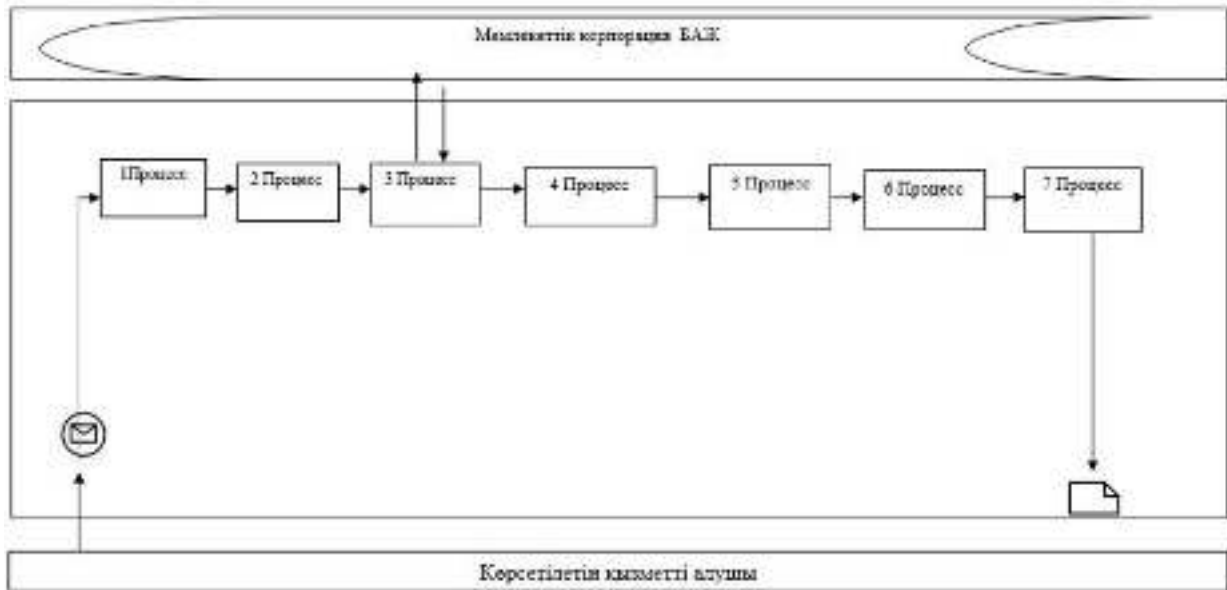 Мемлекеттік корпорация БАЖ
1Процесс
2 Процесс
3 Процесс
4 Процесс
5 Процесс
6 Процесс
7 Процесс
Көрсетілетін қызметті алушы